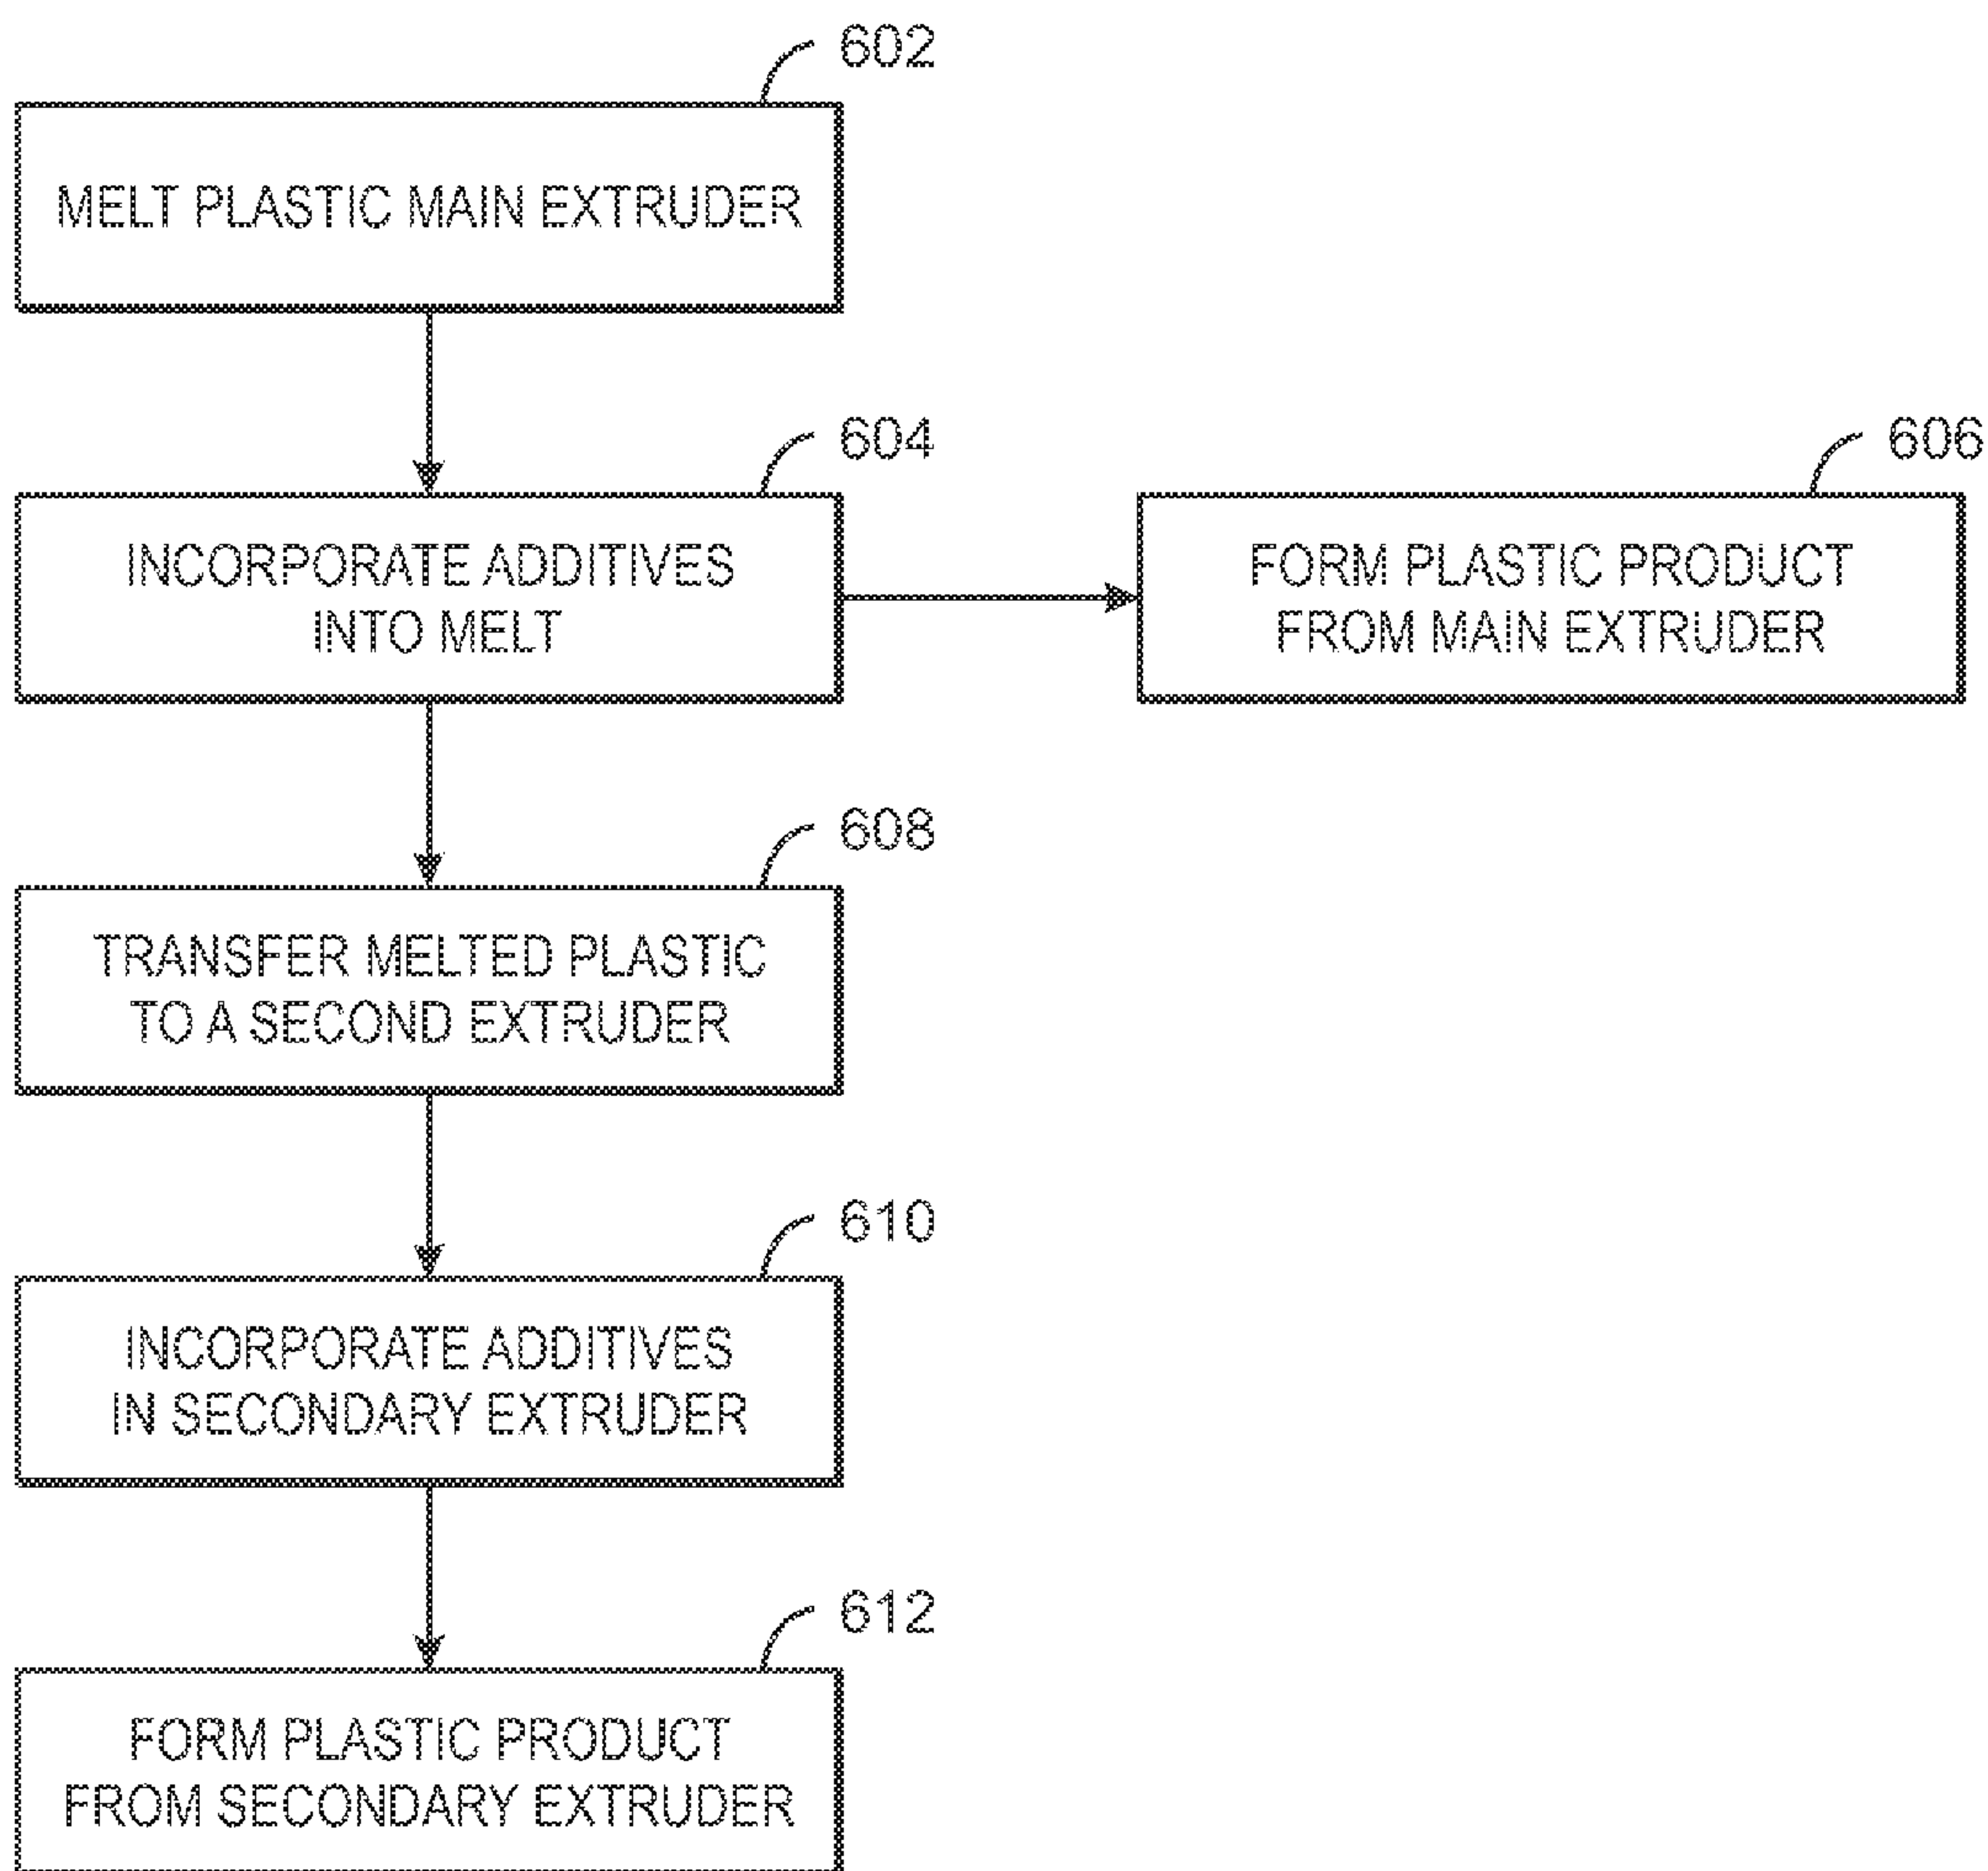 602
MELT PLASTIC MAIN EXTRUDER
604
INCORPORATE ADDITIVES
INTO MELT
606
FORM PLASTIC PRODUCT
FROM MAIN EXTRUDER
608
TRANSFER MELTED PLASTIC
TO A SECOND EXTRUDER
610
INCORPORATE ADDITIVES
IN SECONDARY EXTRUDER
612
FORM PLASTIC PRODUCT
FROM SECONDARY EXTRUDER